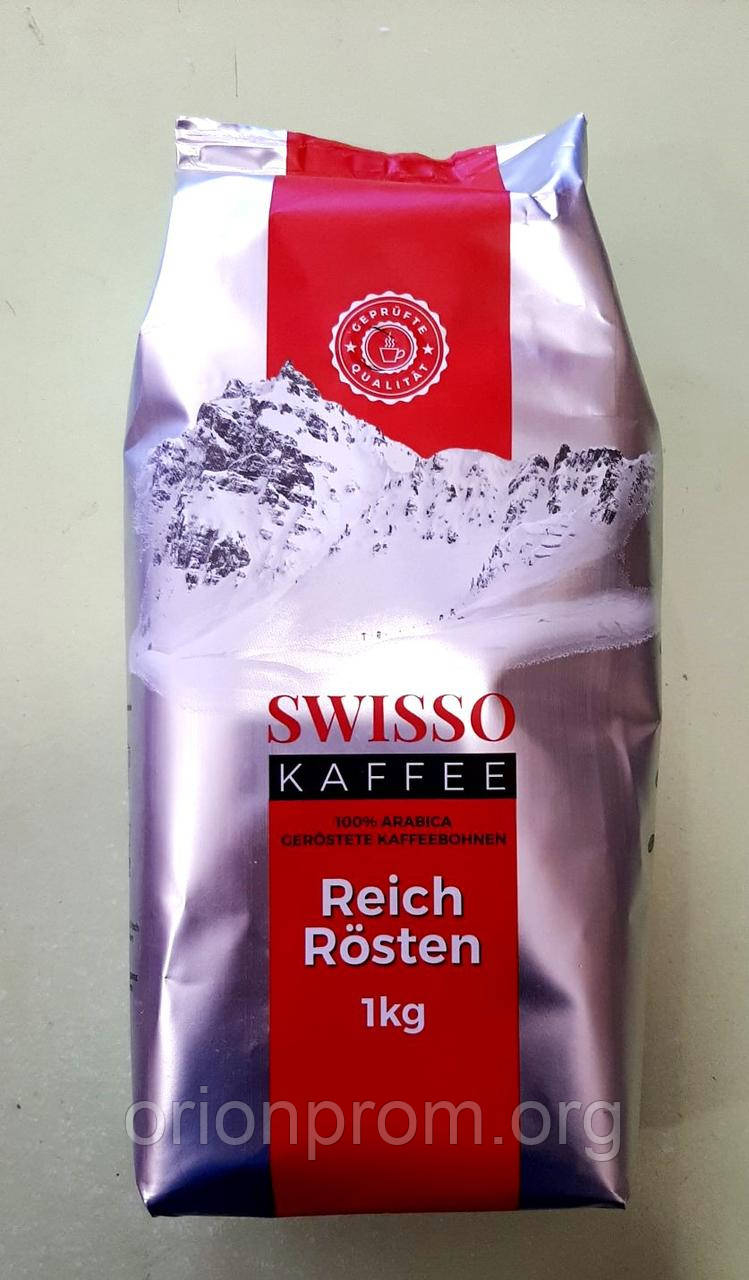 GEPRÜFTE
QUALITÄT
SWISSO
KAFFEE
100% ARABICA
GERÖSTETE KAFFEEBOHNEN
Reich
Rösten
1kg
orionprom.org